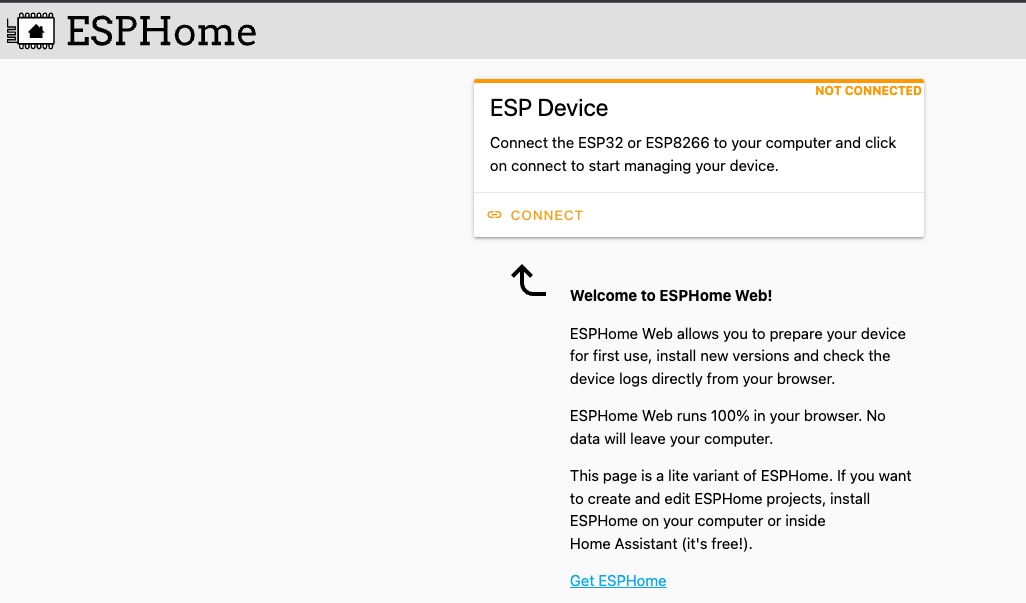 ESPHome
NOT CONNECTED
ESP Device
Connect the ESP32 or ESP8266 to your computer and click
on connect to start managing your device.
CONNECT
Welcome to ESPHome Web!
ESPHome Web allows you to prepare your device
for first use, install new versions and check the
device logs directly from your browser.
ESPHome Web runs 100% in your browser. No
data will leave your computer.
This page is a lite variant of ESPHome. If you want
to create and edit ESPHome projects, install
ESPHome on your computer or inside
Home Assistant (it's free!).
Get ESPHome